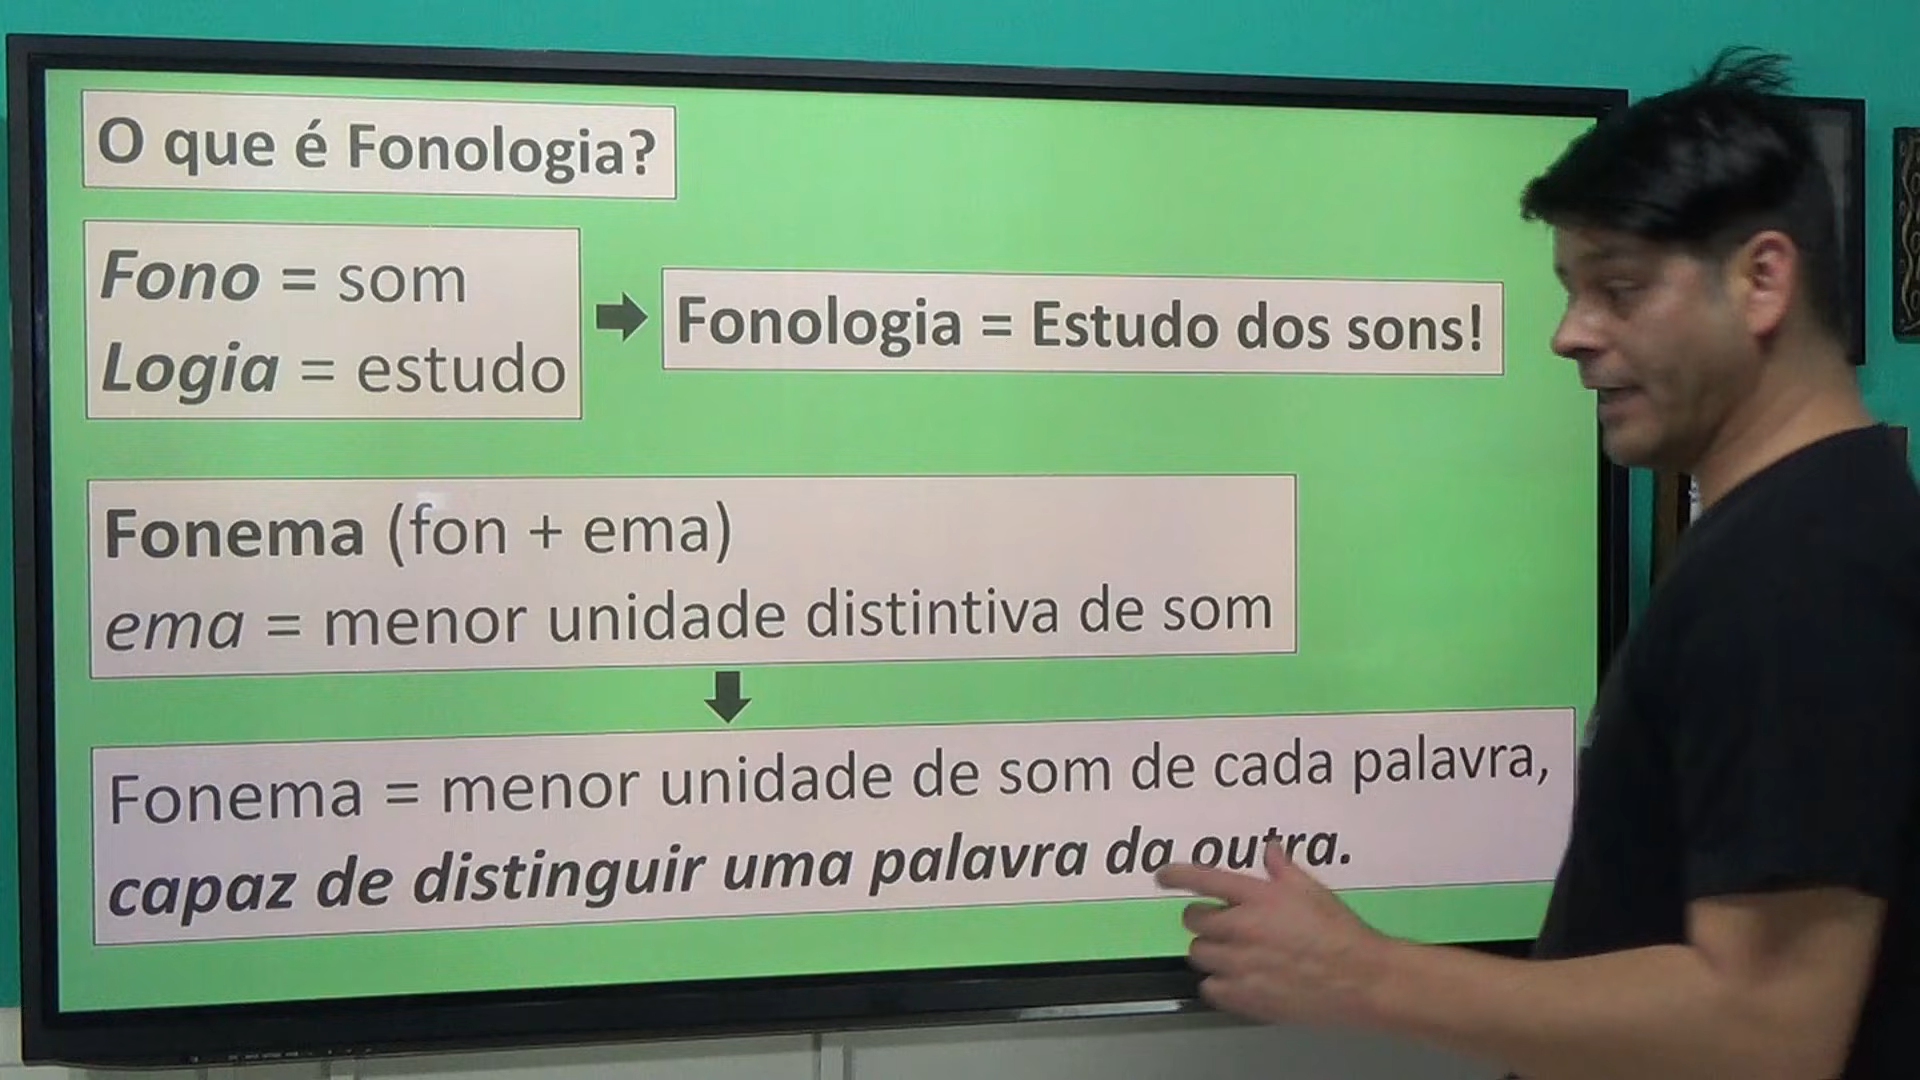 O que é Fonologia?
Fono = som
Logia = estudo
Fonologia = Estudo dos sons!
Fonema (fon + ema)
ema = menor unidade distintiva de som
Fonema = menor unidade de som de cada palavra,
capaz de distinguir uma palavra da outra.